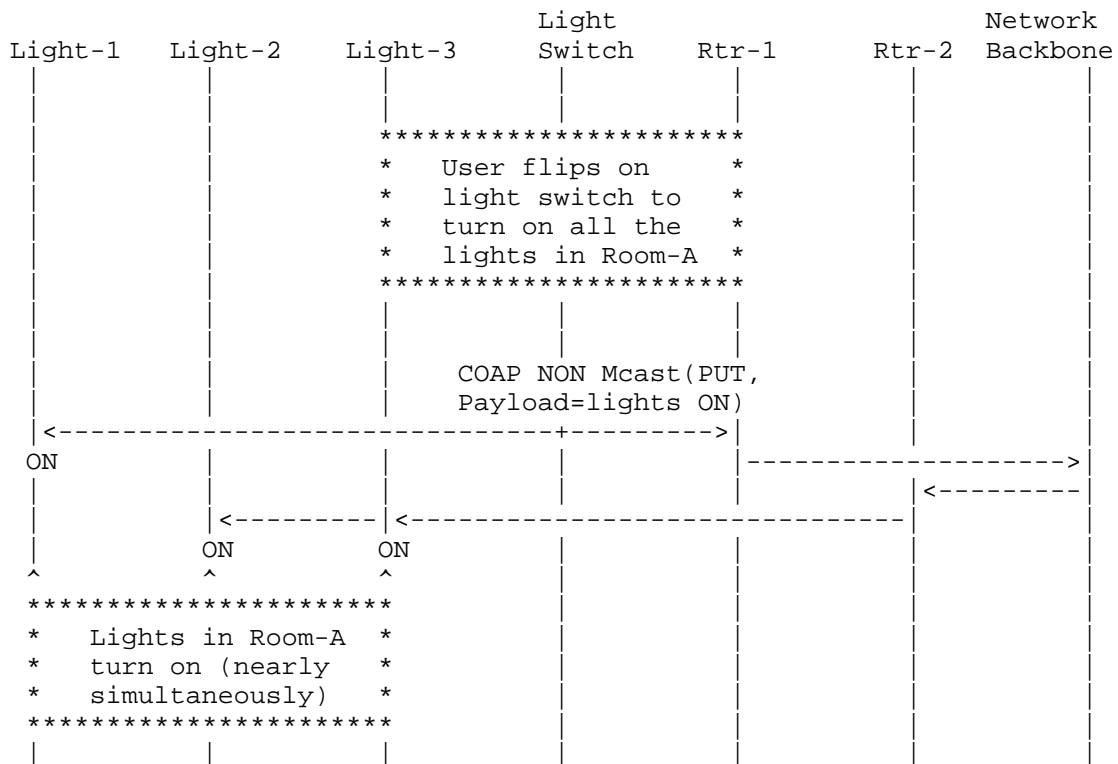 Light Network
Light-1 Light-2 Light-3 Switch Rtr-1 Rtr-2 Backbone
***********************
* User flips on *
* light switch to *
* turn on all the *
* lights in Room-A *
***********************
COAP NON Mcast(PUT,
Payload=lights ON)
ON
ON ON
^ ^ ^
***********************
* Lights in Room-A *
* turn on (nearly *
* simultaneously) *
***********************